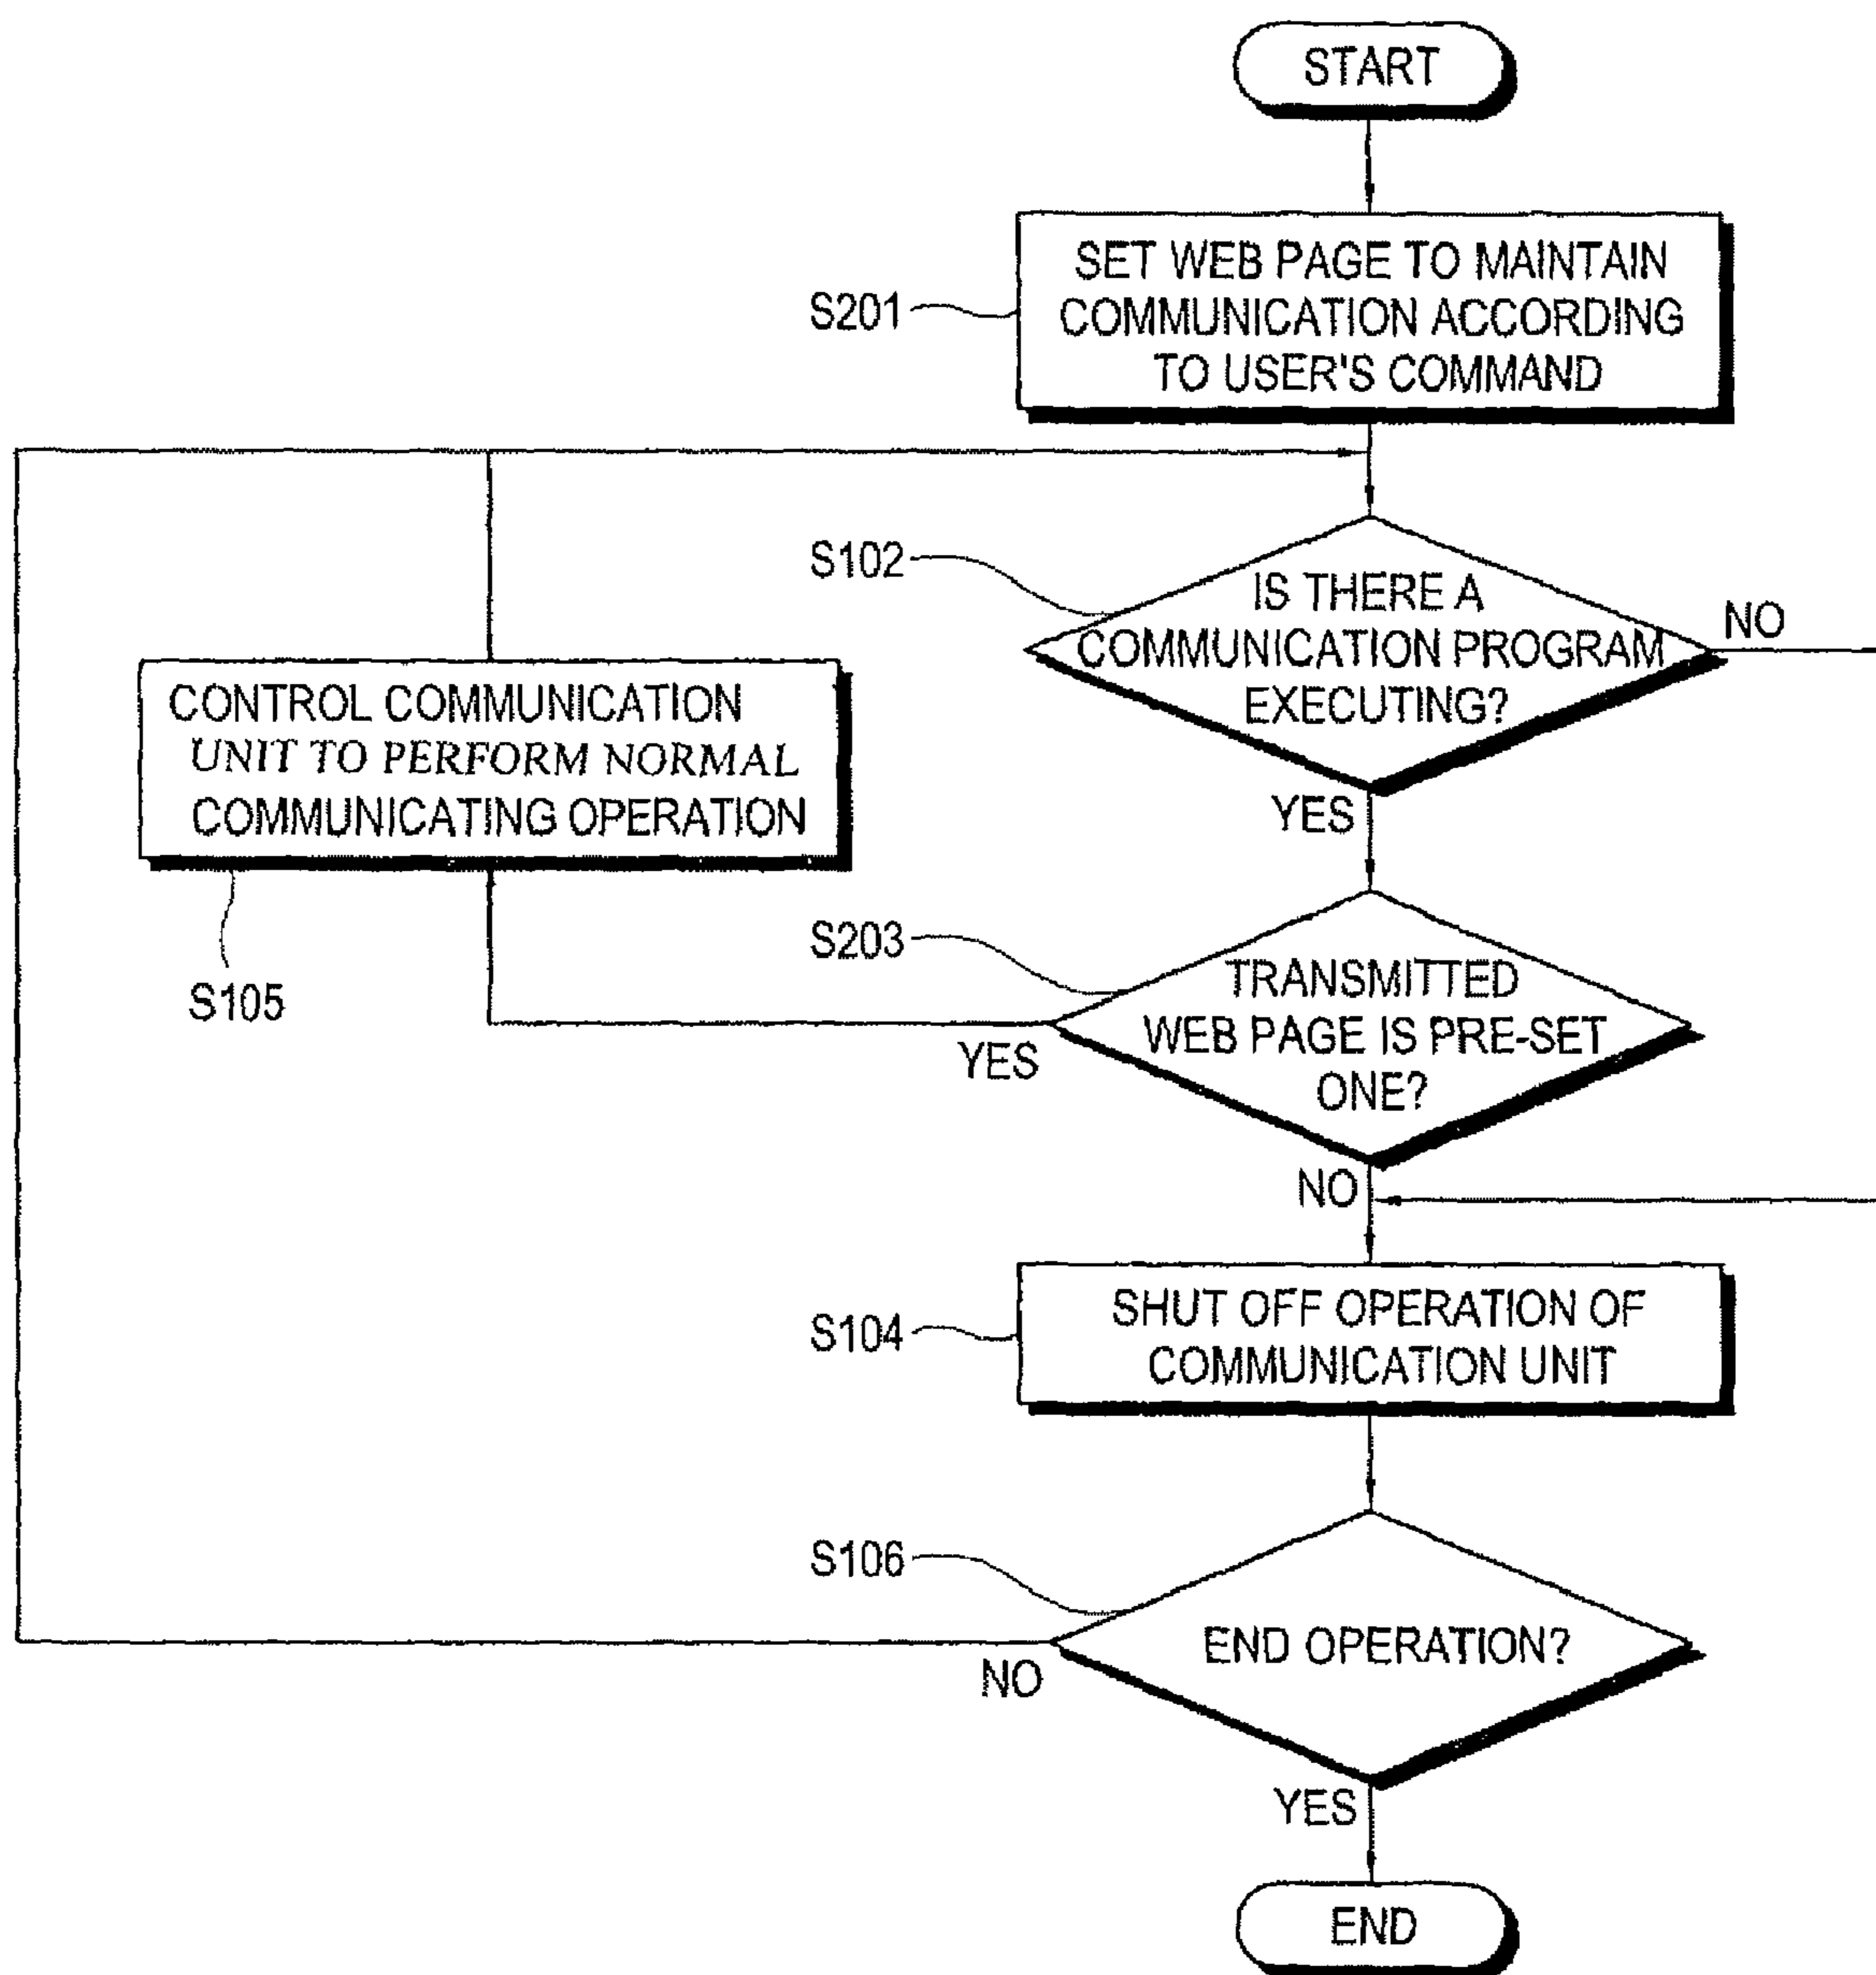 START
S201
SET WEB PAGE TO MAINTAIN
COMMUNICATION ACCORDING
TO USER'S COMMAND
S102
IS THERE A
COMMUNICATION PROGRAM
EXECUTING?
NO
YES
CONTROL COMMUNICATION
UNIT TO PERFORM NORMAL
COMMUNICATING OPERATION
S105
S203
TRANSMITTED
WEB PAGE IS PRE-SET
ONE?
YES
NO
S104
SHUT OFF OPERATION OF
COMMUNICATION UNIT
S106
END OPERATION?
NO
YES
END